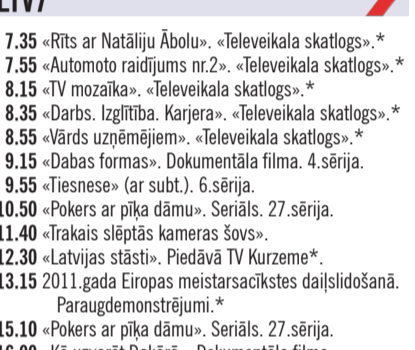 LTV7
7.35 «Rīts ar Natāliju Ābolu». «Televeikala skatlogs».*
7.55 «Automoto raidījums nr.2». «Televeikala skatlogs».*
8.15 «TV mozaīka». «Televeikala skatlogs».*
8.35 «Darbs. Izglītība. Karjera». «Televeikala skatlogs».*
8.55 «Vārds uzņēmējiem». «Televeikala skatlogs».*
9.15 «Dabas formas». Dokumentāla filma. 4.sērija.
9.55 «Tiesnese» (ar subt.). 6.sērija.
10.50 «Pokers ar pīķa dāmu». Seriāls. 27.sērija.
11.40 «Trakais slēptās kameras šovs».
12.30 «Latvijas stāsti». Piedāvā TV Kurzeme*.
13.15 2011.gada Eiropas meistarsacīkstes daiļslidošanā.
Paraugdemonstrējumi.*
15.10 «Pokers ar pīķa dāmu». Seriāls. 27.sērija.